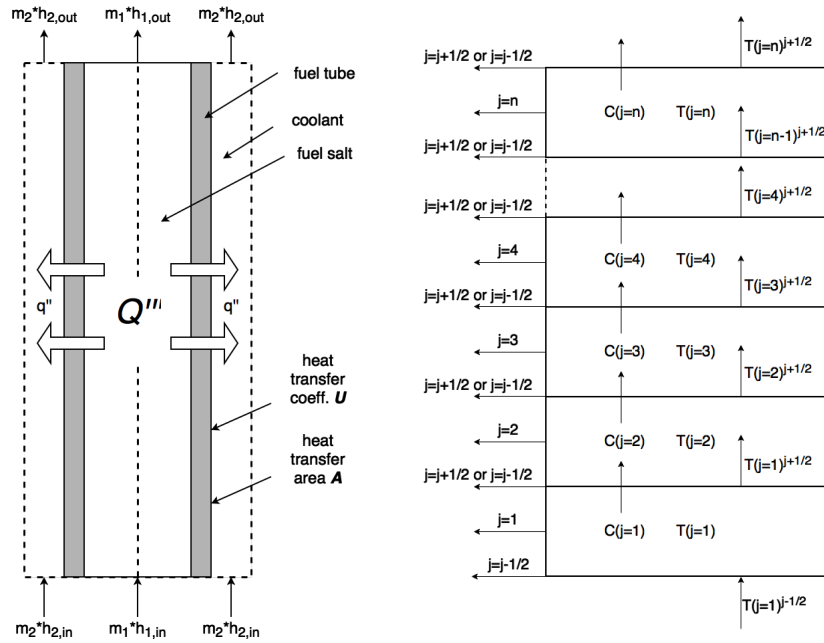 m2*h2,out
m1*h1,out
m2*h2,out
fuel tube
coolant
fuel salt
q"
Q'''
q"
heat
transfer
coeff. U
heat
transfer
area A
m2*h2,in
m1*h1,in
m2*h2,in
T(j=n)j+1/2
j=j+1/2 or j=j-1/2
j=n
C(j=n)
T(j=n)
T(j=n-1)j+1/2
j=j+1/2 or j=j-1/2
T(j=4)j+1/2
j=j+1/2 or j=j-1/2
j=4
C(j=4)
T(j=4)
T(j=3)j+1/2
j=j+1/2 or j=j-1/2
j=3
C(j=3)
T(j=3)
T(j=2)j+1/2
j=j+1/2 or j=j-1/2
j=2
C(j=2)
T(j=2)
T(j=1)j+1/2
j=j+1/2 or j=j-1/2
j=1
C(j=1)
T(j=1)
j=j-1/2
T(j=1)j-1/2